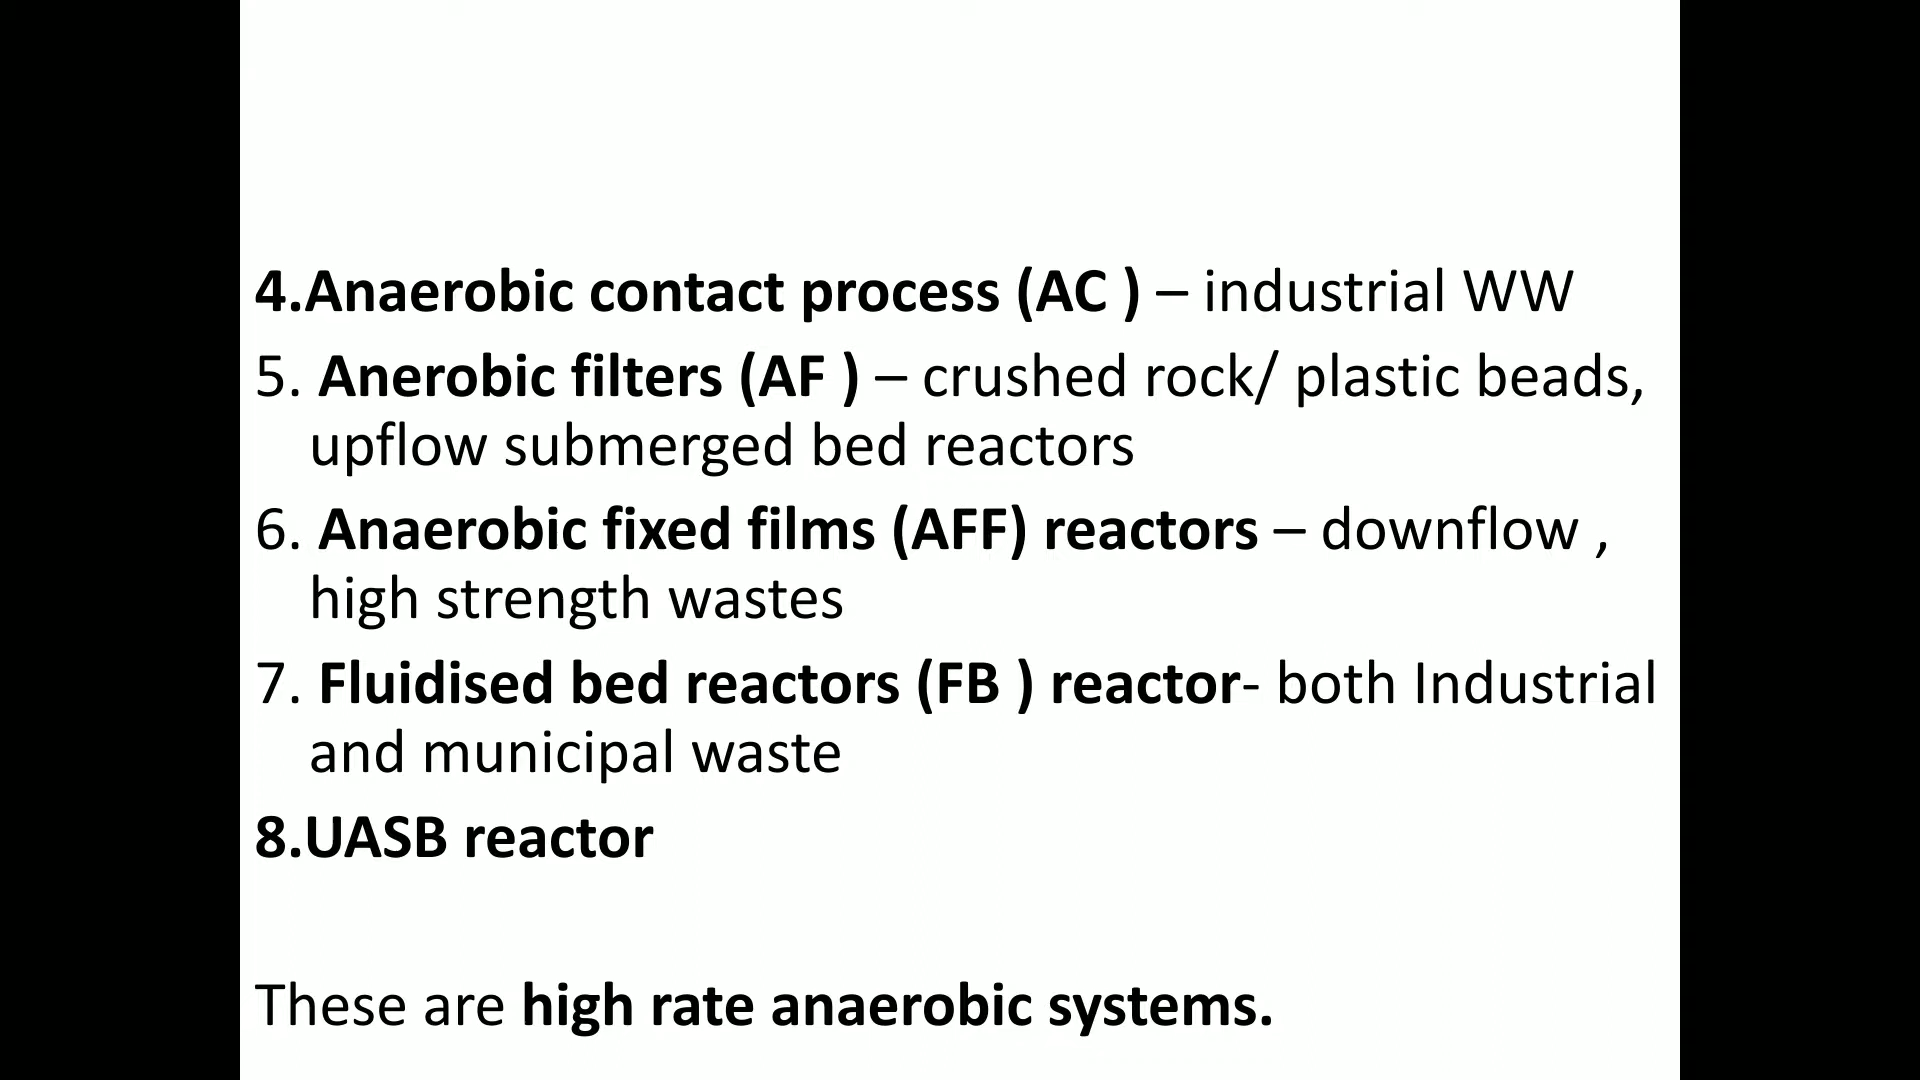 4.Anaerobic contact process (AC ) – industrial WW
5. Anerobic filters (AF ) – crushed rock/ plastic beads,
upflow submerged bed reactors
6. Anaerobic fixed films (AFF) reactors – downflow ,
high strength wastes
7. Fluidised bed reactors (FB ) reactor- both Industrial
and municipal waste
8.UASB reactor
These are high rate anaerobic systems.